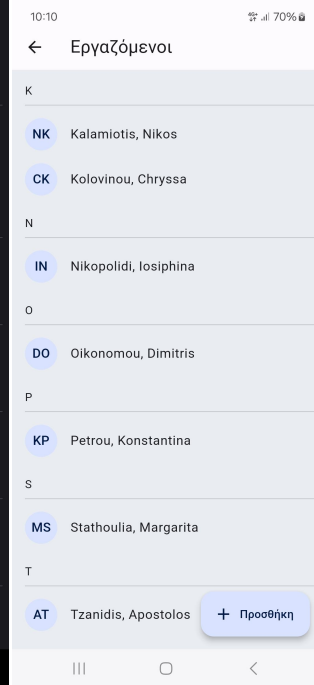 10:10
4G+ 70%
Εργαζόμενοι
K
NK Kalamiotis, Nikos
CK Kolovinou, Chryssa
N
IN Nikopolidi, Iosiphina
O
DO Oikonomou, Dimitris
P
KP Petrou, Konstantina
S
MS Stathoulia, Margarita
T
AT Tzanidis, Apostolos
+ Προσθήκη